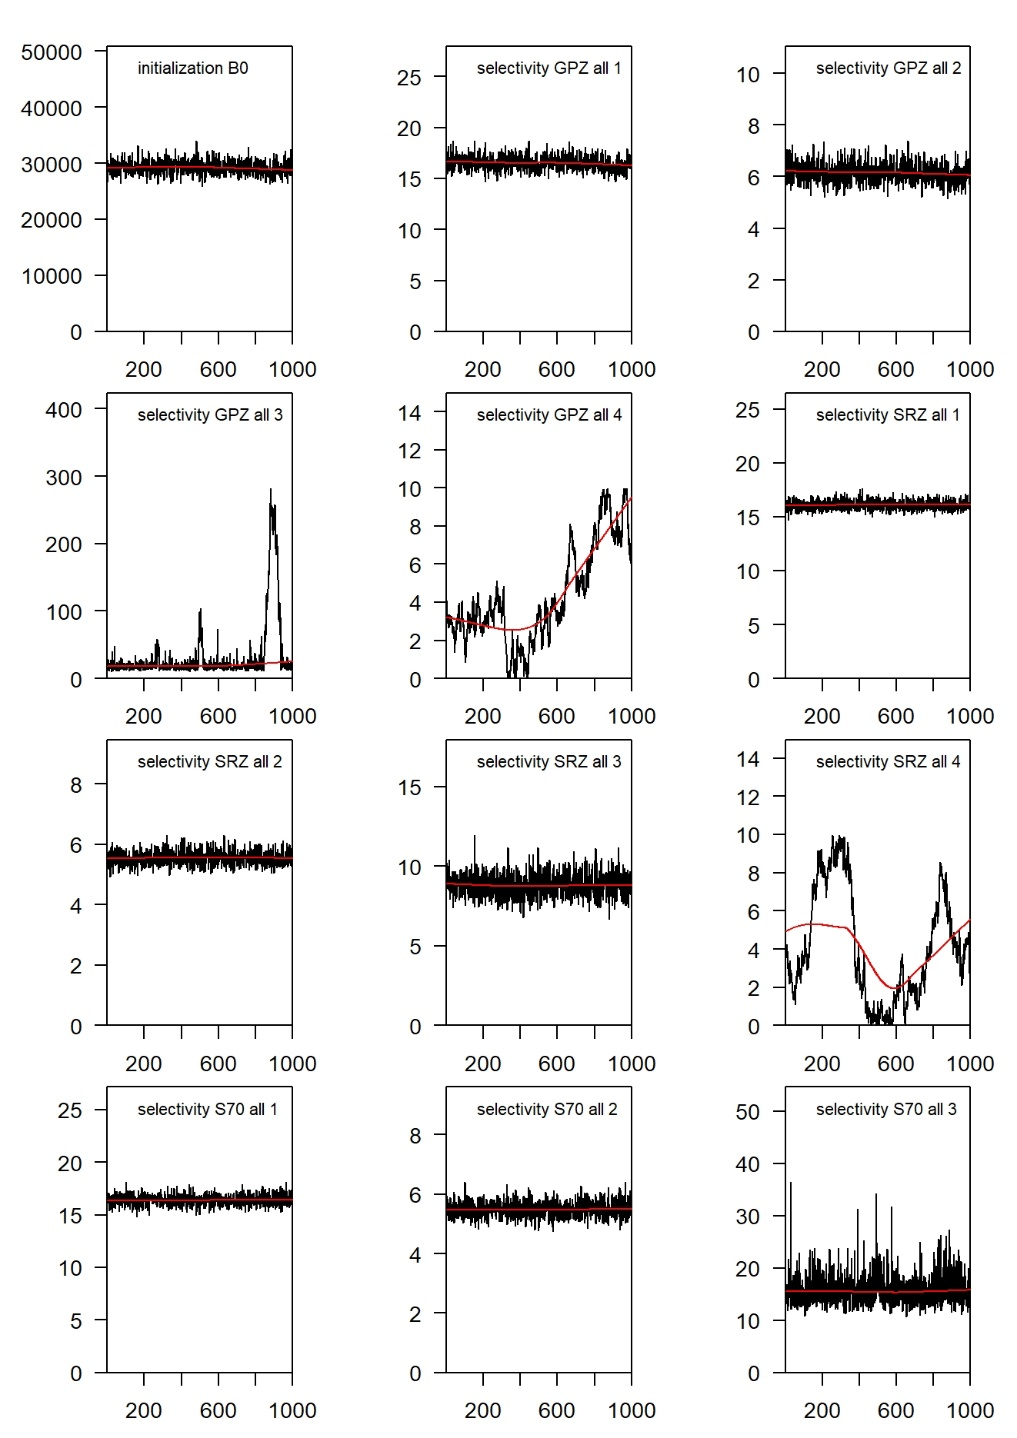 initialization B0
50000
40000
30000
20000
10000
0
200 600 1000
selectivity GPZ all 1
25
20
15
10
5
0
200 600 1000
selectivity GPZ all 2
10
8
6
4
2
0
200 600 1000
selectivity GPZ all 3
400
300
200
100
0
200 600 1000
selectivity GPZ all 4
14
12
10
8
6
4
2
0
200 600 1000
selectivity SRZ all 1
25
20
15
10
5
0
200 600 1000
selectivity SRZ all 2
8
6
4
2
0
200 600 1000
selectivity SRZ all 3
15
10
5
0
200 600 1000
selectivity SRZ all 4
14
12
10
8
6
4
2
0
200 600 1000
selectivity S70 all 1
25
20
15
10
5
0
200 600 1000
selectivity S70 all 2
8
6
4
2
0
200 600 1000
selectivity S70 all 3
50
40
30
20
10
0
200 600 1000